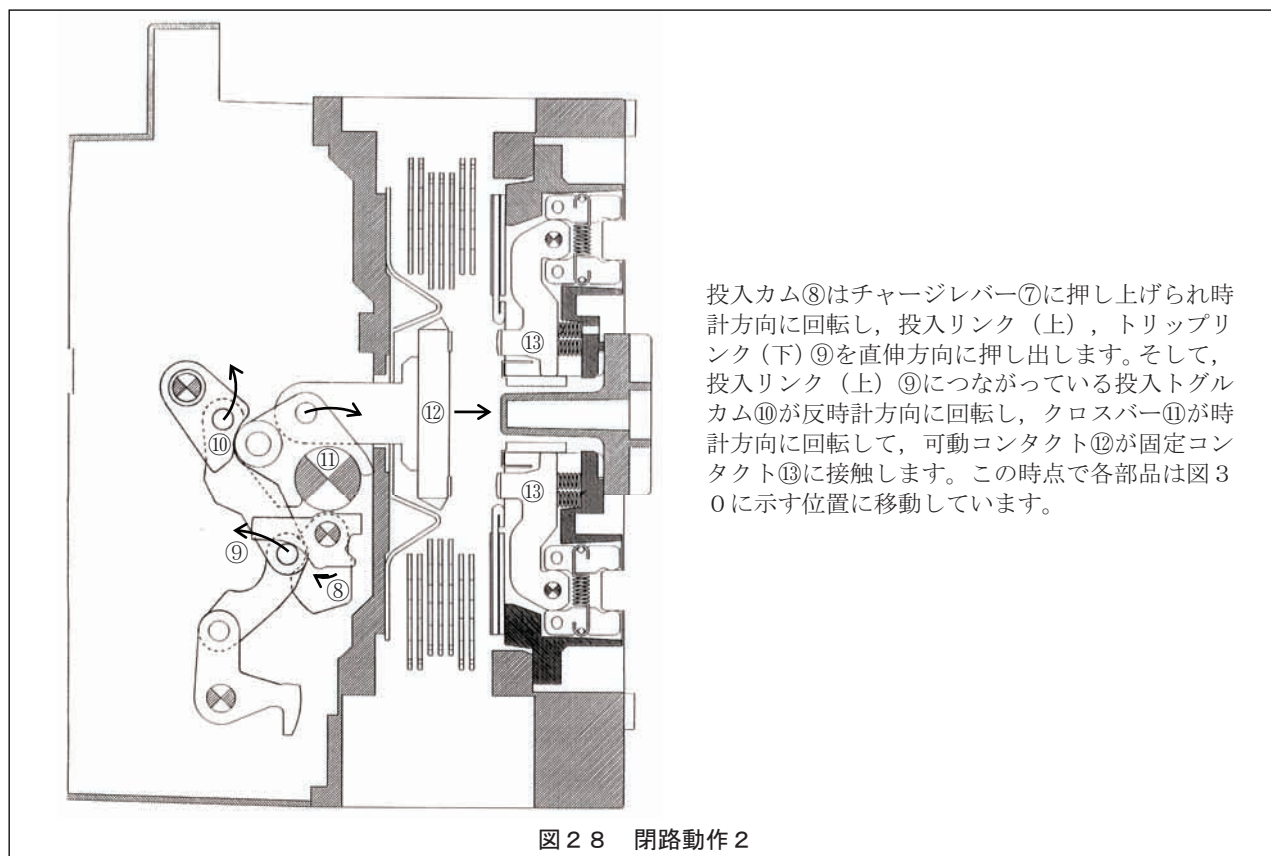 投入カム⑧はチャージレバー⑦に押し上げられ時
計方向に回転し，投入リンク（上），トリップリ
ンク（下）⑨を直伸方向に押し出します。そして，
投入リンク（上）⑨につながっている投入トグル
カム⑩が反時計方向に回転し，クロスバー⑪が時
計方向に回転して，可動コンタクト⑫が固定コン
タクト⑬に接触します。この時点で各部品は図３
０に示す位置に移動しています。
⑬
⑫
⑩
⑪
⑬
⑨
⑧
図２８　閉路動作２